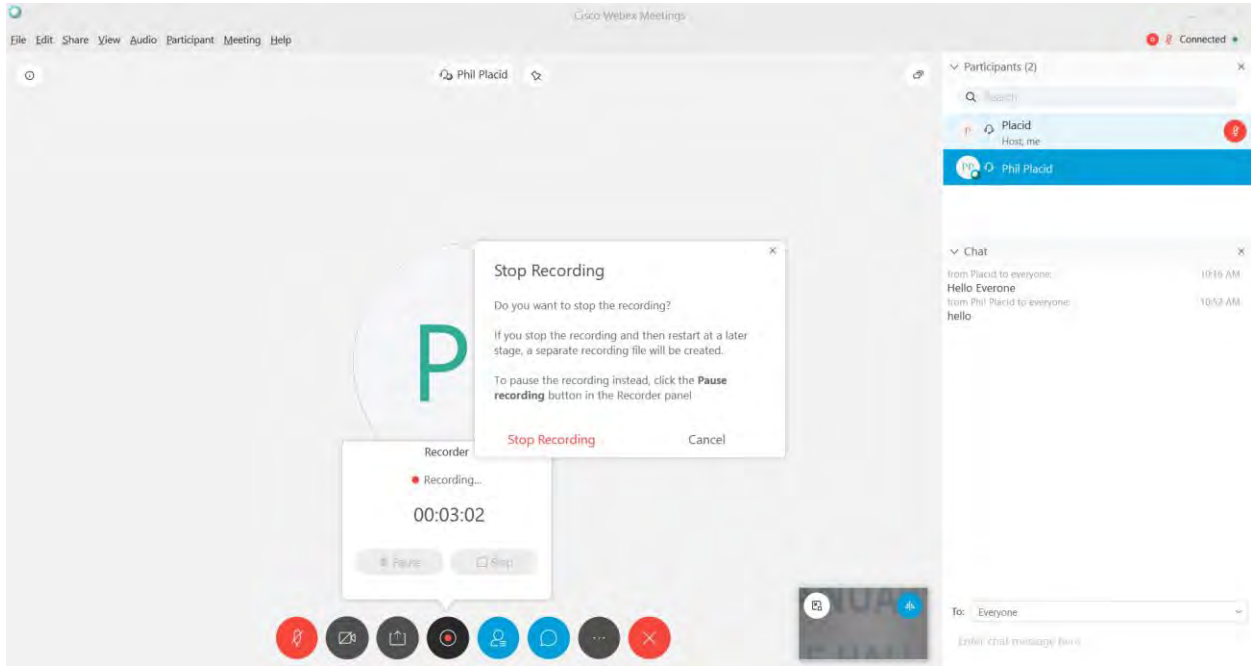 Cisco Webex Meetings
File Edit Share View Audio Participant Meeting Help
Connected
Phil Placid
Participants (2)
Search
P Placid
Host, me
PP Phil Placid
Stop Recording
Do you want to stop the recording?
If you stop the recording and then restart at a later
stage, a separate recording file will be created.
To pause the recording instead, click the Pause
recording button in the Recorder panel
Stop Recording Cancel
P
Recorder
Recording...
00:03:02
Pause Stop
Chat
from Placid to everyone: 10:16 AM
Hello Everone
from Phil Placid to everyone: 10:52 AM
hello
To: Everyone
Enter chat message here
NUA